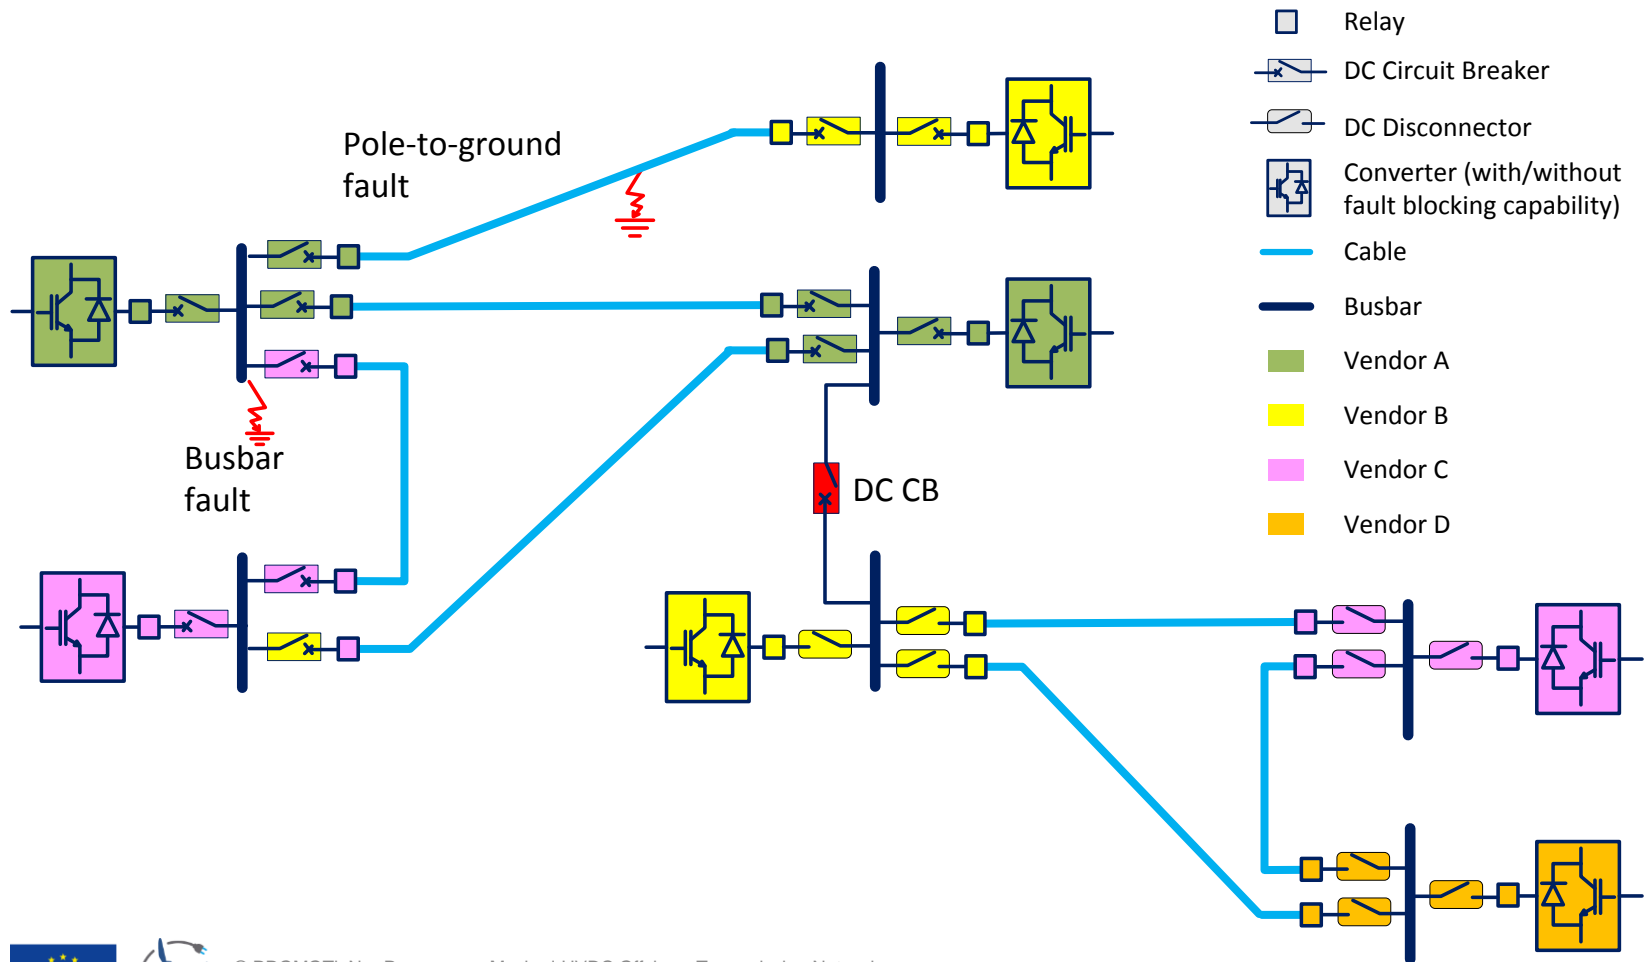 Relay
DC Circuit Breaker
Pole-to-ground
fault
DC Disconnector
Converter (with/without
fault blocking capability)
Cable
Busbar
Vendor A
Vendor B
Busbar
fault
Vendor C
DC CB
Vendor D